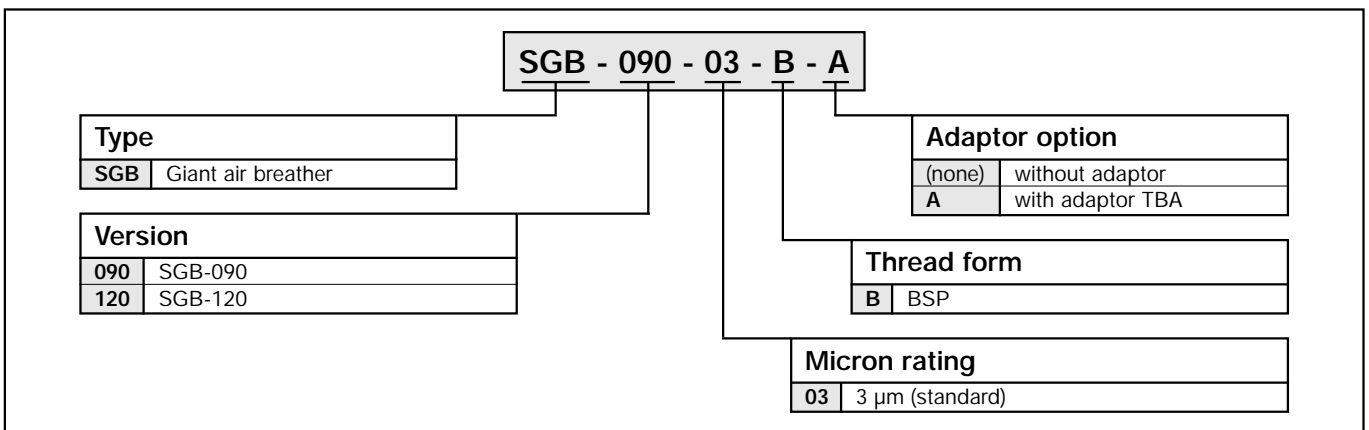 SGB - 090 - 03 - B - A
Type
SGB Giant air breather
Version
090 SGB-090
120 SGB-120
Adaptor option
(none) without adaptor
A with adaptor TBA
Thread form
B BSP
Micron rating
03 3 µm (standard)